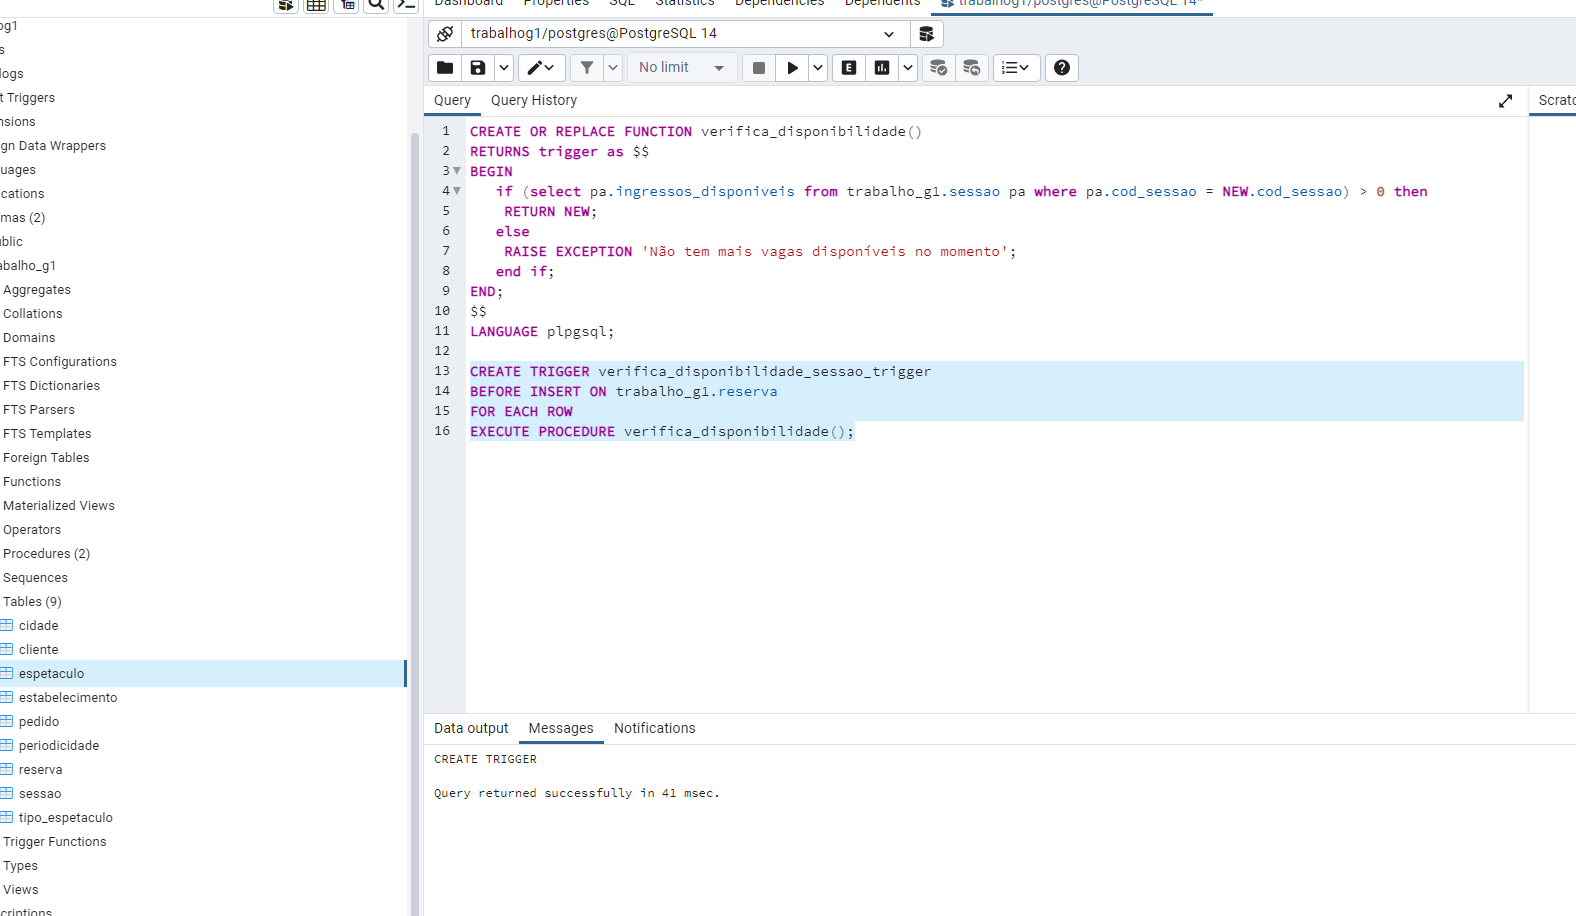 Dashboard Properties SQL Statistics Dependencies Dependents trabalhog1/postgres@PostgreSQL 14*
trabalhog1/postgres@PostgreSQL 14
No limit
E
Query Query History
Scratc
1 CREATE OR REPLACE FUNCTION verifica_disponibilidade()
2 RETURNS trigger as $$
3 BEGIN
4 if (select pa.ingressos_disponiveis from trabalho_g1.sessao pa where pa.cod_sessao = NEW.cod_sessao) > 0 then
5 RETURN NEW;
6 else
7 RAISE EXCEPTION 'Não tem mais vagas disponíveis no momento';
8 end if;
9 END;
10 $$
11 LANGUAGE plpgsql;
12
13 CREATE TRIGGER verifica_disponibilidade_sessao_trigger
14 BEFORE INSERT ON trabalho_g1.reserva
15 FOR EACH ROW
16 EXECUTE PROCEDURE verifica_disponibilidade();
Data output Messages Notifications
CREATE TRIGGER
Query returned successfully in 41 msec.
og1
s
logs
t Triggers
nsions
gn Data Wrappers
uages
cations
mas (2)
ublic
abalho_g1
Aggregates
Collations
Domains
FTS Configurations
FTS Dictionaries
FTS Parsers
FTS Templates
Foreign Tables
Functions
Materialized Views
Operators
Procedures (2)
Sequences
Tables (9)
cidade
cliente
espetaculo
estabelecimento
pedido
periodicidade
reserva
sessao
tipo_espetaculo
Trigger Functions
Types
Views
criptions